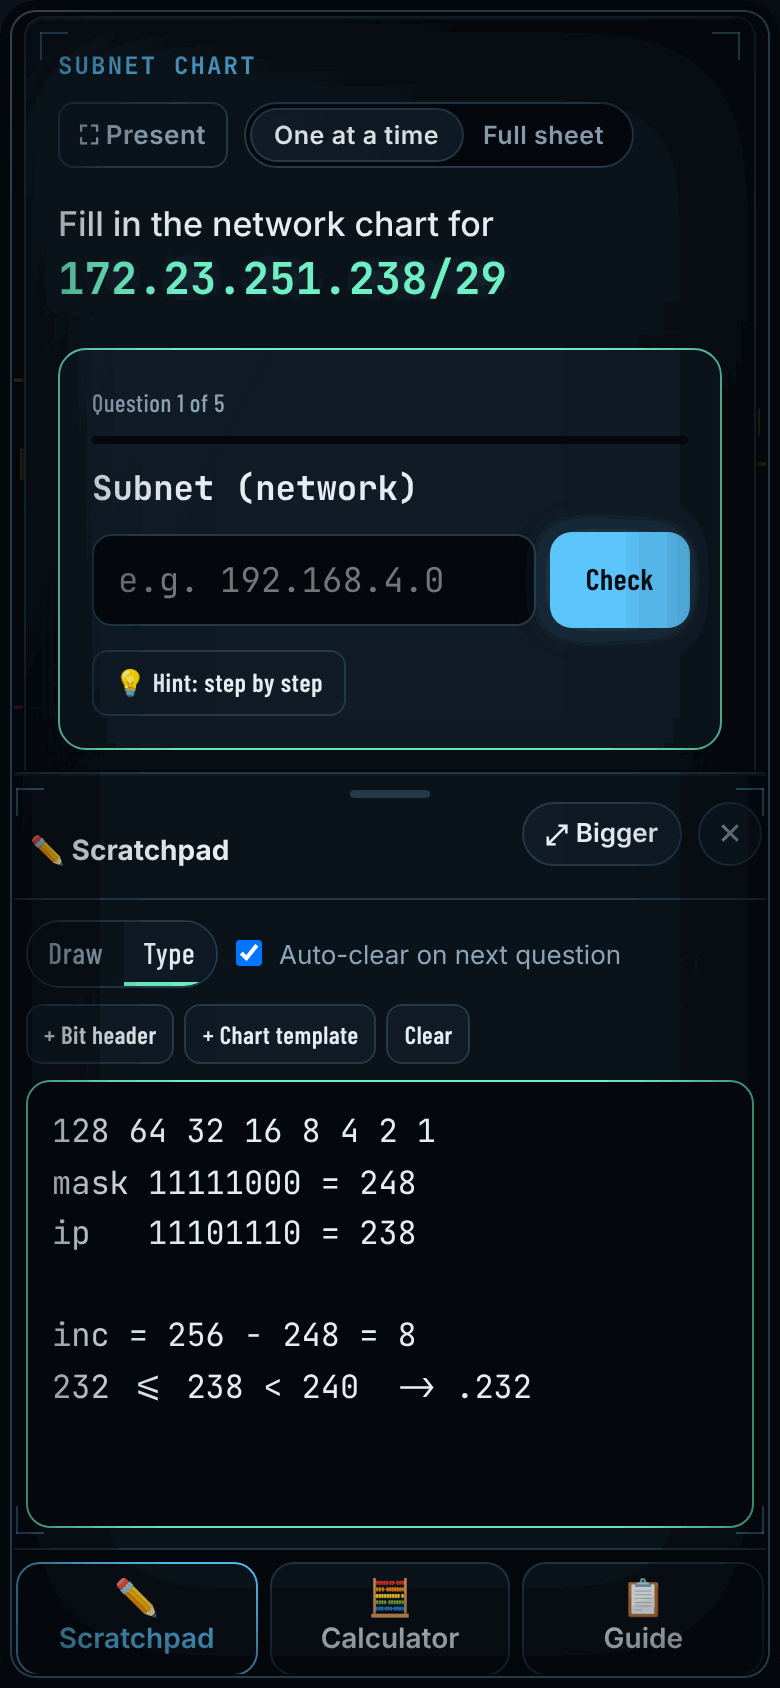 SUBNET CHART
Present
One at a time
Full sheet
Fill in the network chart for
172.23.251.238/29
Question 1 of 5
Subnet (network)
e.g. 192.168.4.0
Check
Hint: step by step
Scratchpad
Bigger
Draw
Type
Auto-clear on next question
+ Bit header
+ Chart template
Clear
128 64 32 16 8 4 2 1
mask 11111000 = 248
ip   11101110 = 238
inc = 256 - 248 = 8
232 ⩽ 238 < 240  → .232
Scratchpad
Calculator
Guide